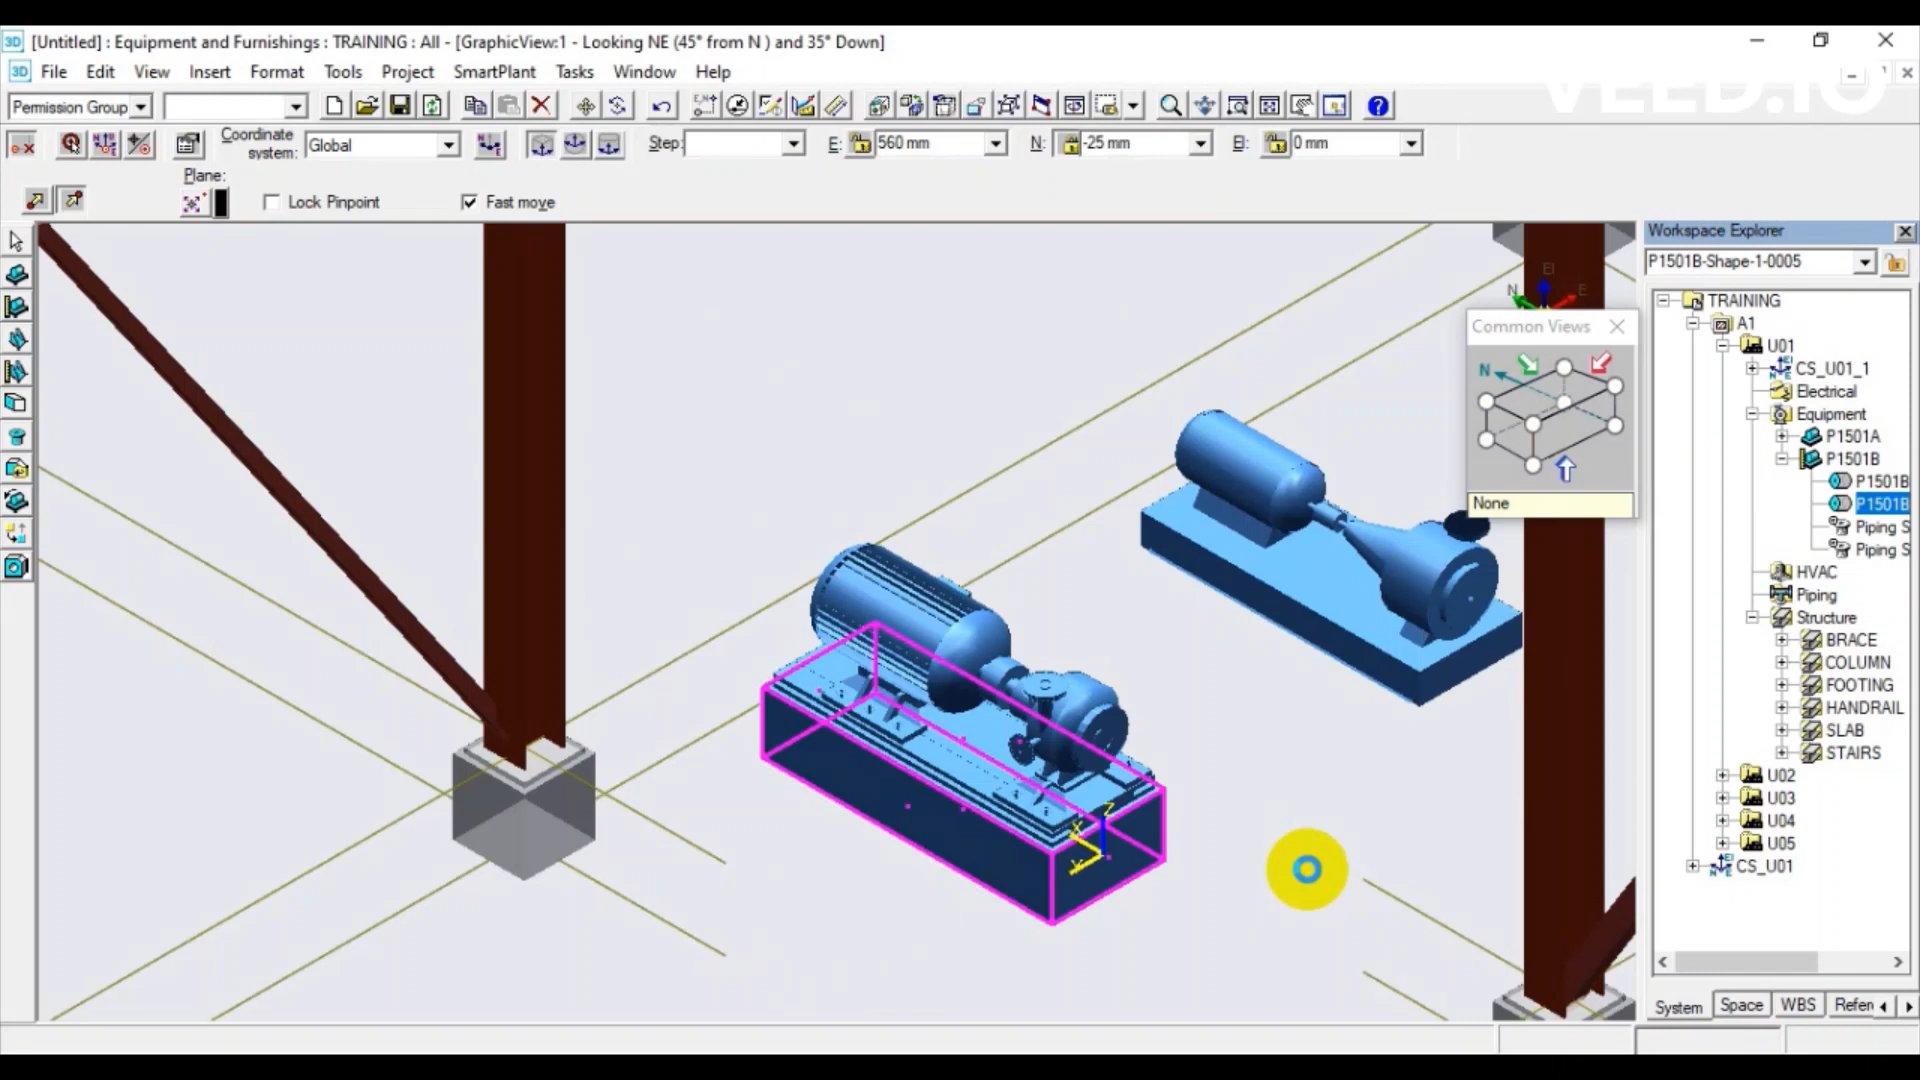 [Untitled] : Equipment and Furnishings : TRAINING : All - [GraphicView:1 - Looking NE (45° from N ) and 35° Down]
File Edit View Insert Format Tools Project SmartPlant Tasks Window Help
VEED.IO
Permission Group
Coordinate system: Global Step: E: 560 mm N: -25 mm El: 0 mm
Plane:
Lock Pinpoint Fast move
Workspace Explorer
P1501B-Shape-1-0005
El
N E
Common Views
N
None
X Y Z
TRAINING
A1
U01
CS_U01_1
Electrical
Equipment
P1501A
P1501B
P1501B
P1501B
Piping S
Piping S
HVAC
Piping
Structure
BRACE
COLUMN
FOOTING
HANDRAIL
SLAB
STAIRS
U02
U03
U04
U05
CS_U01
System Space WBS Refer